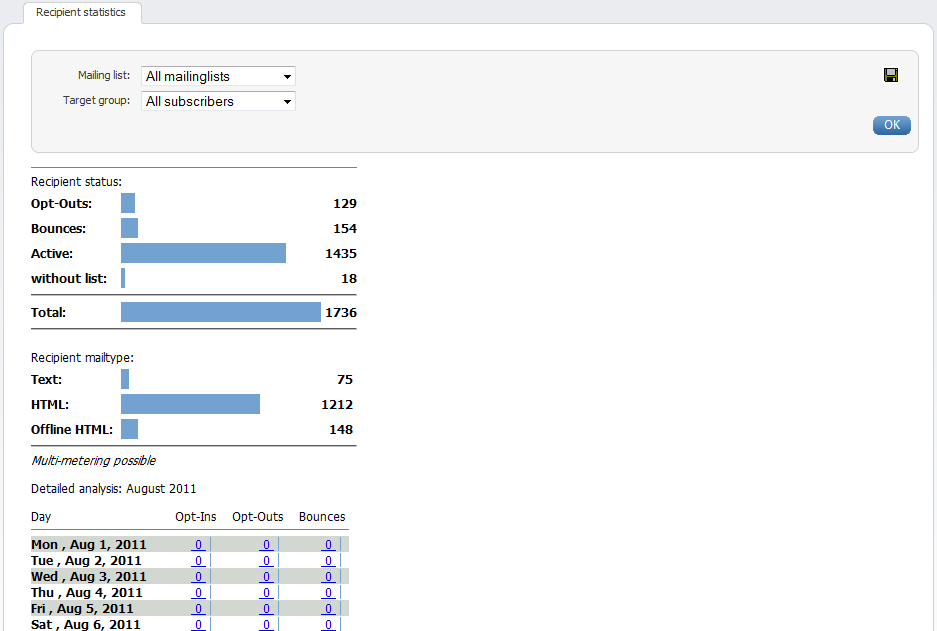 Recipient statistics
Mailing list: All mailinglists
Target group: All subscribers
OK
Recipient status:
Opt-Outs: 129
Bounces: 154
Active: 1435
without list: 18
Total: 1736
Recipient mailtype:
Text: 75
HTML: 1212
Offline HTML: 148
Multi-metering possible
Detailed analysis: August 2011
Day Opt-Ins Opt-Outs Bounces
Mon , Aug 1, 2011 0 0 0
Tue , Aug 2, 2011 0 0 0
Wed , Aug 3, 2011 0 0 0
Thu , Aug 4, 2011 0 0 0
Fri , Aug 5, 2011 0 0 0
Sat , Aug 6, 2011 0 0 0